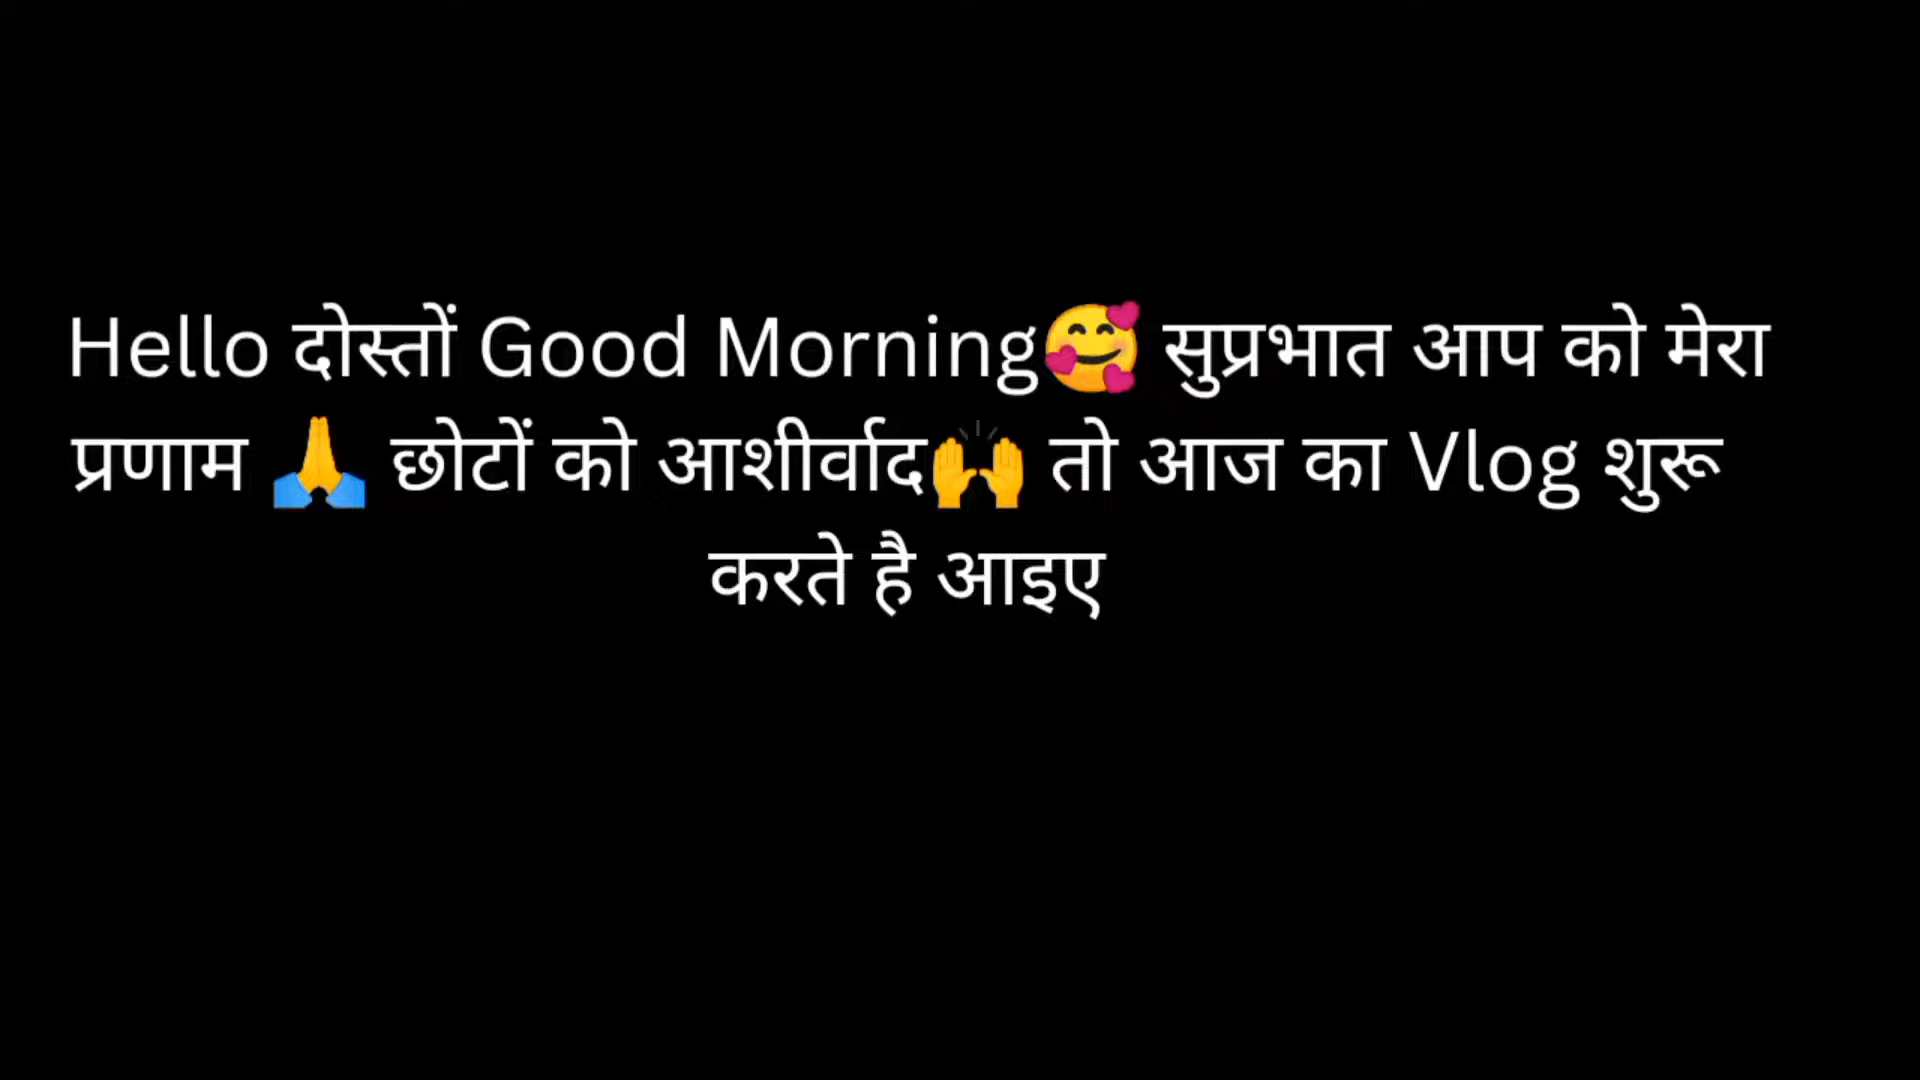 Hello दोस्तों Good Morning🥰 सुप्रभात आप को मेरा
प्रणाम 🙏 छोटों को आशीर्वाद🙌 तो आज का Vlog शुरू
करते है आइए